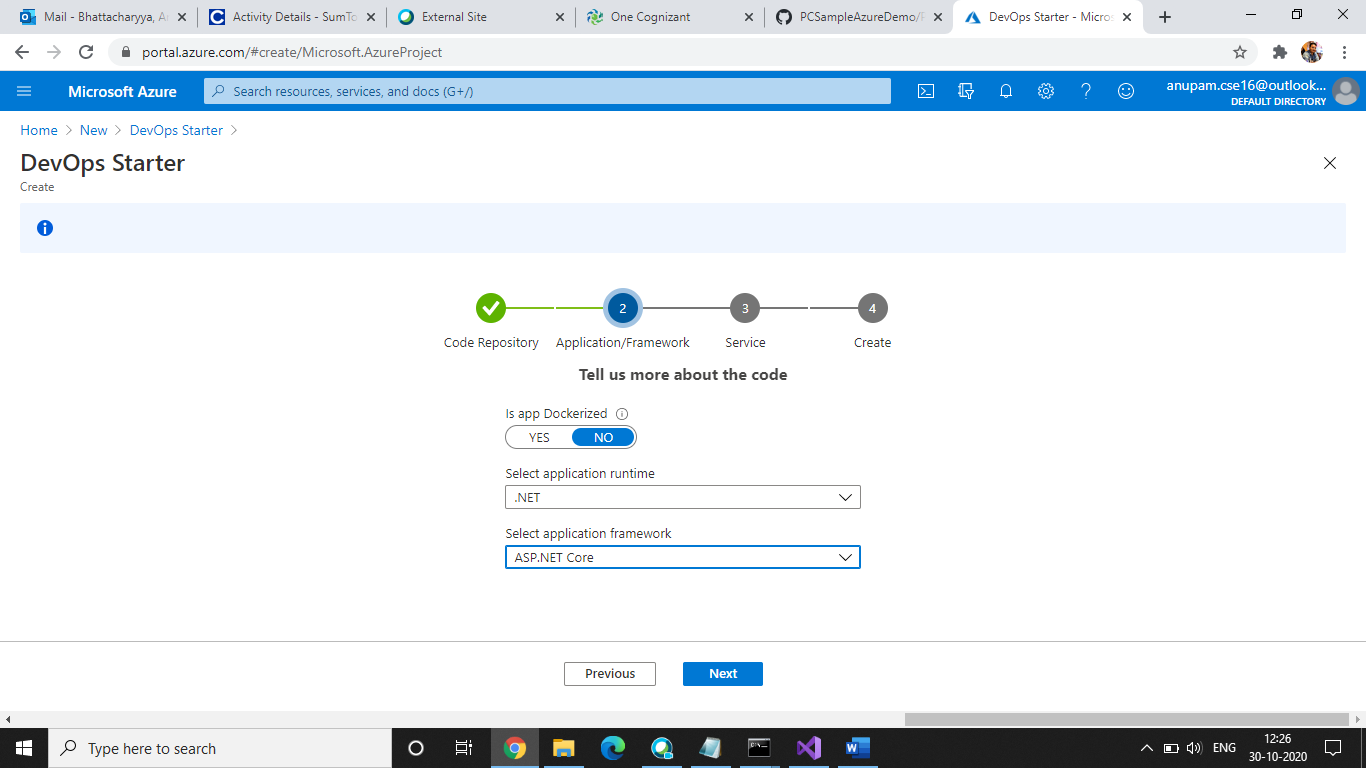 Mail - Bhattacharyya, A
Activity Details - SumTo
External Site
One Cognizant
PCSampleAzureDemo/
DevOps Starter - Micros
portal.azure.com/#create/Microsoft.AzureProject
Microsoft Azure
Search resources, services, and docs (G+/)
anupam.cse16@outlook...
DEFAULT DIRECTORY
Home > New > DevOps Starter >
DevOps Starter
Create
2
3
4
Code Repository
Application/Framework
Service
Create
Tell us more about the code
Is app Dockerized
YES
NO
Select application runtime
.NET
Select application framework
ASP.NET Core
Previous
Next
Type here to search
ENG
12:26
30-10-2020